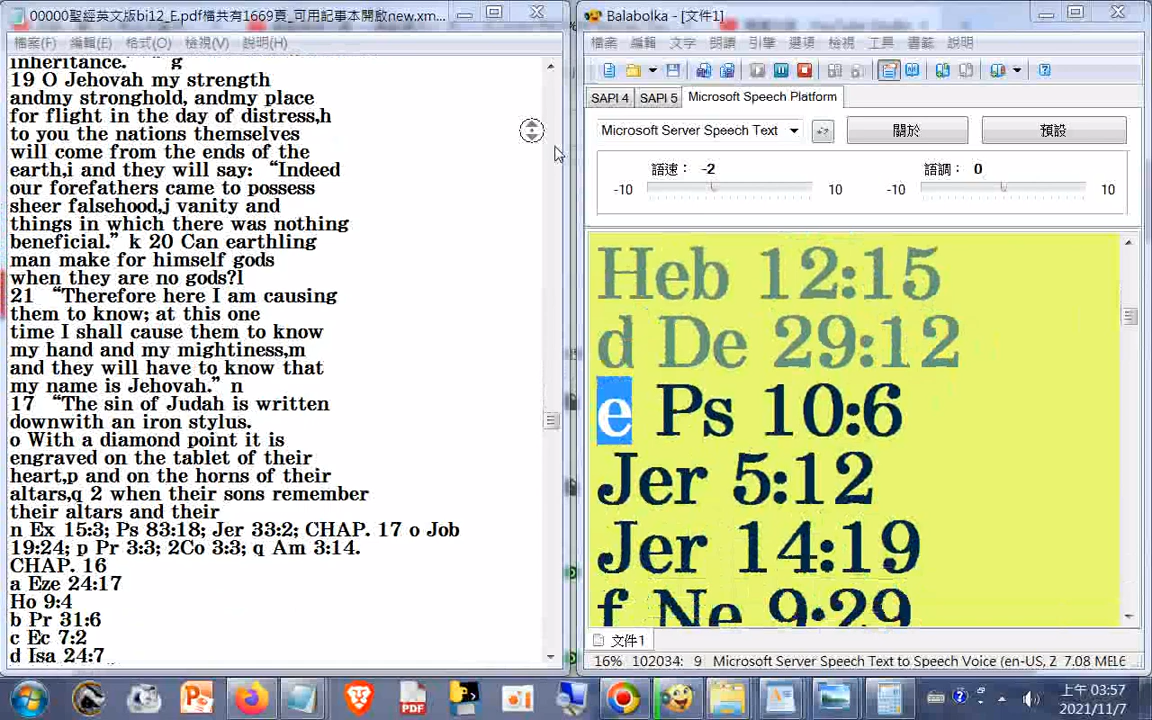 00000聖經英文版bi12_E.pdf檔共有1669頁_可用記事本開啟new.xm...
檔案(F) 編輯(E) 格式(O) 檢視(V) 說明(H)
inheritance.” g
19 O Jehovah my strength
andmy stronghold, andmy place
for flight in the day of distress,h
to you the nations themselves
will come from the ends of the
earth,i and they will say: “Indeed
our forefathers came to possess
sheer falsehood,j vanity and
things in which there was nothing
beneficial.” k 20 Can earthling
man make for himself gods
when they are no gods?l
21 “Therefore here I am causing
them to know; at this one
time I shall cause them to know
my hand and my mightiness,m
and they will have to know that
my name is Jehovah.” n
17 “The sin of Judah is written
downwith an iron stylus.
o With a diamond point it is
engraved on the tablet of their
heart,p and on the horns of their
altars,q 2 when their sons remember
their altars and their
n Ex 15:3; Ps 83:18; Jer 33:2; CHAP. 17 o Job
19:24; p Pr 3:3; 2Co 3:3; q Am 3:14.
CHAP. 16
a Eze 24:17
Ho 9:4
b Pr 31:6
c Ec 7:2
d Isa 24:7
Balabolka - [文件1]
檔案 編輯 文字 朗讀 引擎 選項 檢視 工具 書籤 說明
SAPI 4 SAPI 5 Microsoft Speech Platform
Microsoft Server Speech Text 關於 預設
語速： -2 語調： 0
-10 10 -10 10
Heb 12:15
d De 29:12
e Ps 10:6
Jer 5:12
Jer 14:19
f Ne 9:29
文件1
16% 102034: 9 Microsoft Server Speech Text to Speech Voice (en-US, Z 7.08 МЕІ6
PDF
上午 03:57
2021/11/7